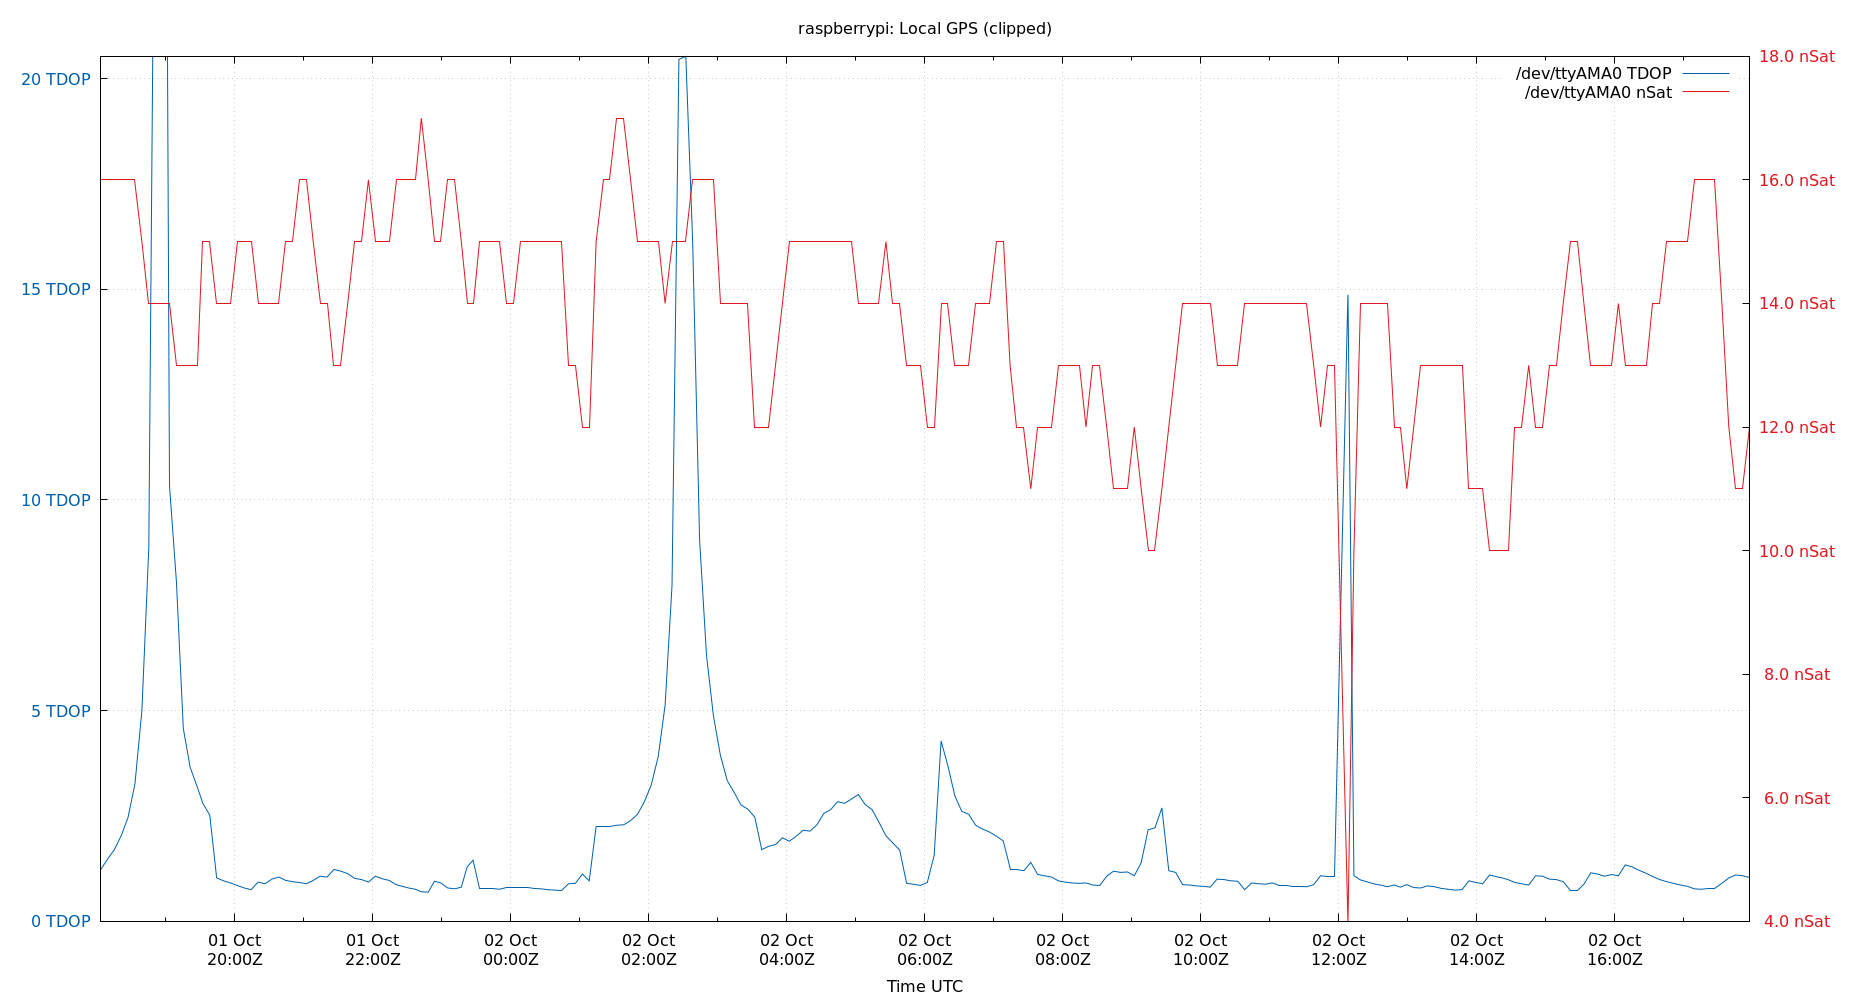 raspberrypi: Local GPS (clipped)
20 TDOP
15 TDOP
10 TDOP
5 TDOP
0 TDOP
18.0 nSat
16.0 nSat
14.0 nSat
12.0 nSat
10.0 nSat
8.0 nSat
6.0 nSat
4.0 nSat
/dev/ttyAMA0 TDOP
/dev/ttyAMA0 nSat
01 Oct
20:00Z
01 Oct
22:00Z
02 Oct
00:00Z
02 Oct
02:00Z
02 Oct
04:00Z
02 Oct
06:00Z
02 Oct
08:00Z
02 Oct
10:00Z
02 Oct
12:00Z
02 Oct
14:00Z
02 Oct
16:00Z
Time UTC